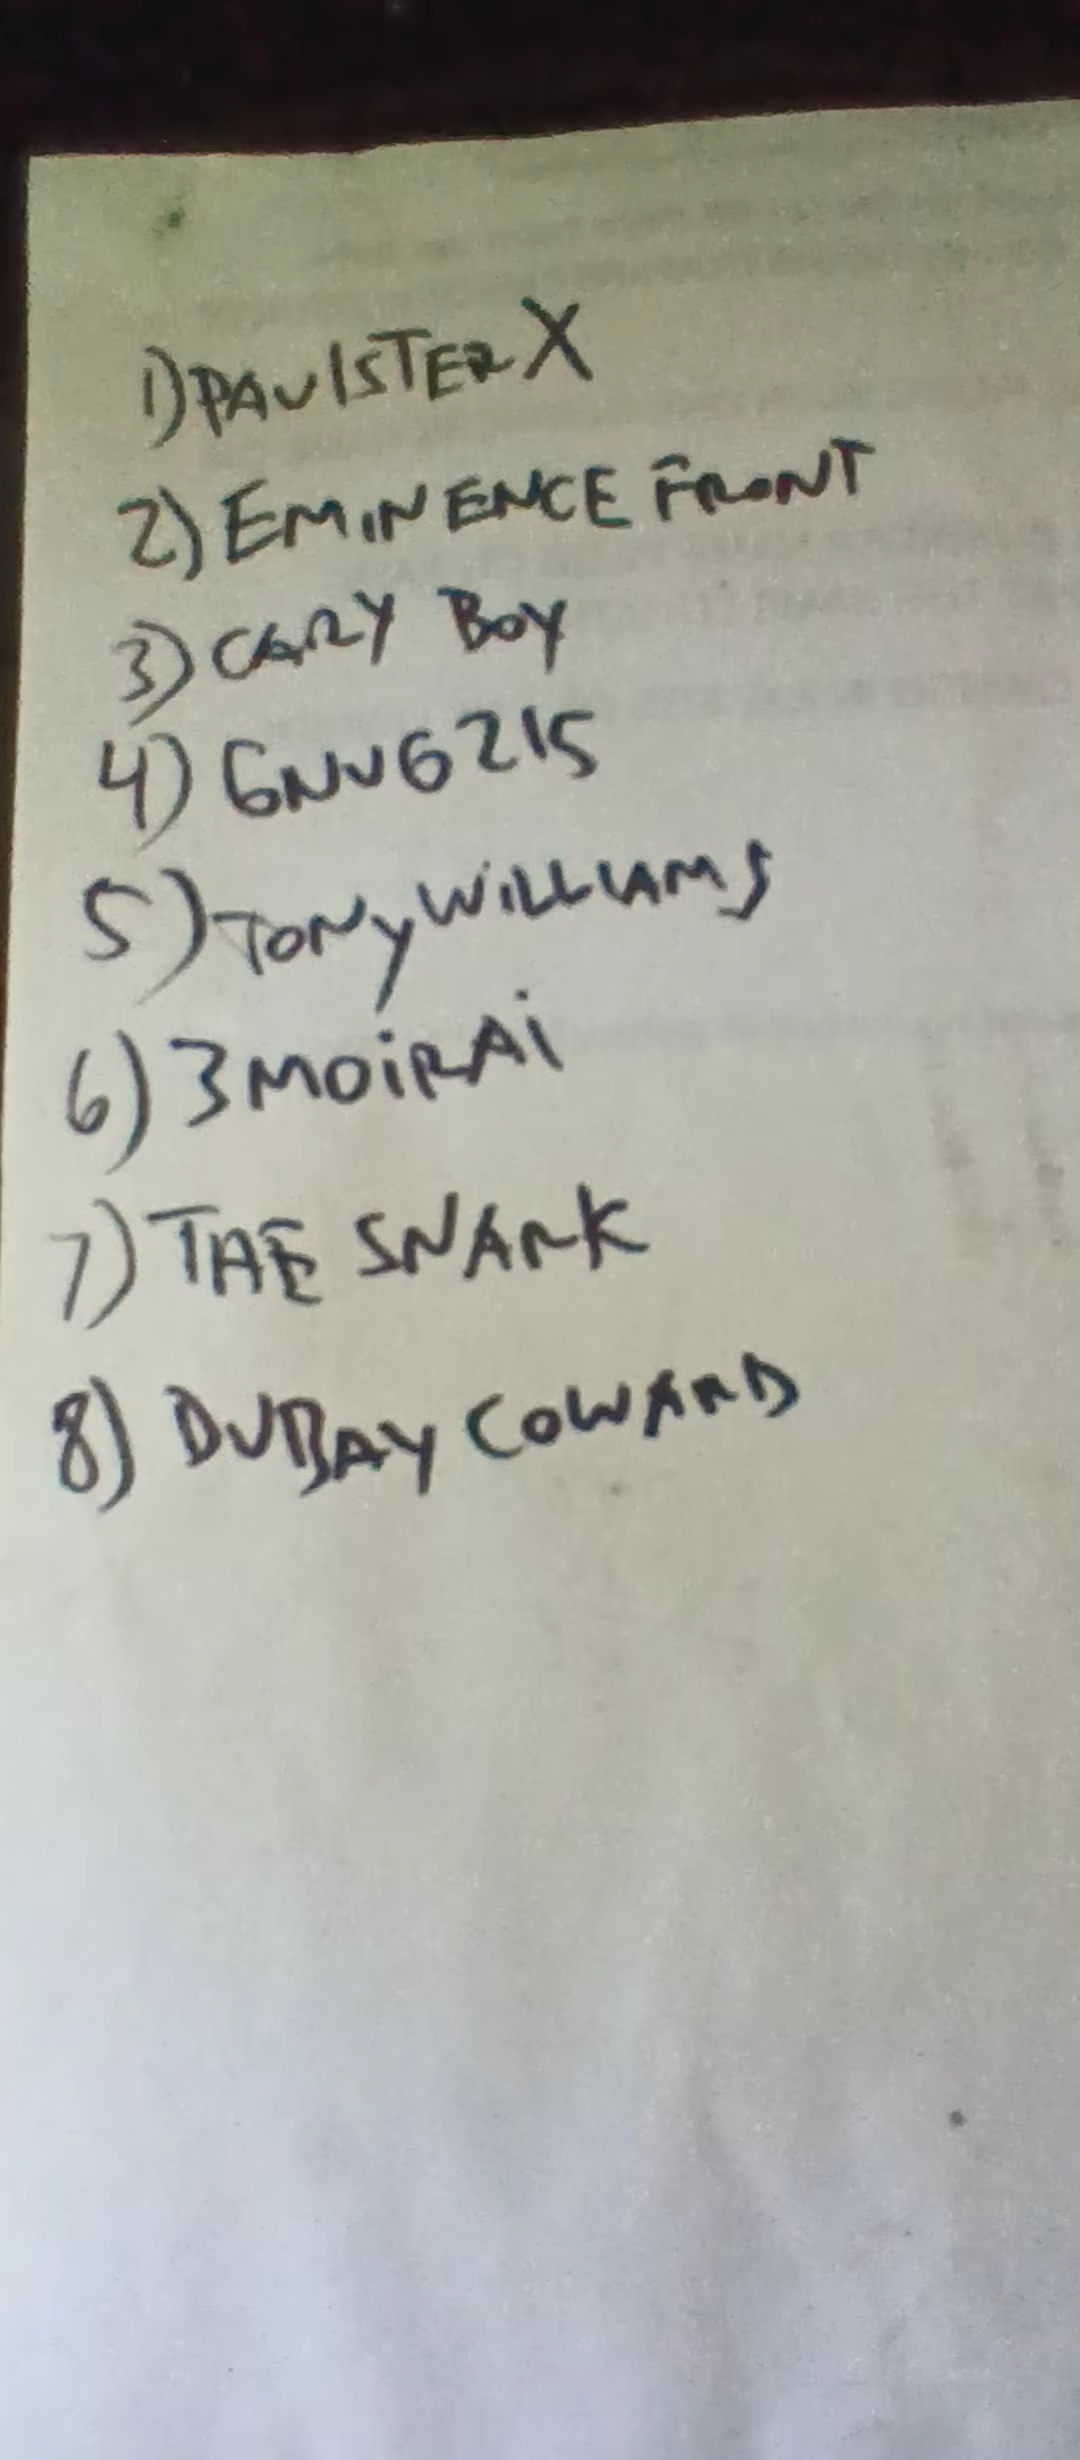 1) PAULSTER X
2) EMINENCE FRONT
3) CARY BOY
4) GNUG215
5) TONY WiLLIAMS
6) 3MOiRAi
7) THE SNARK
8) DUBAY COWARD